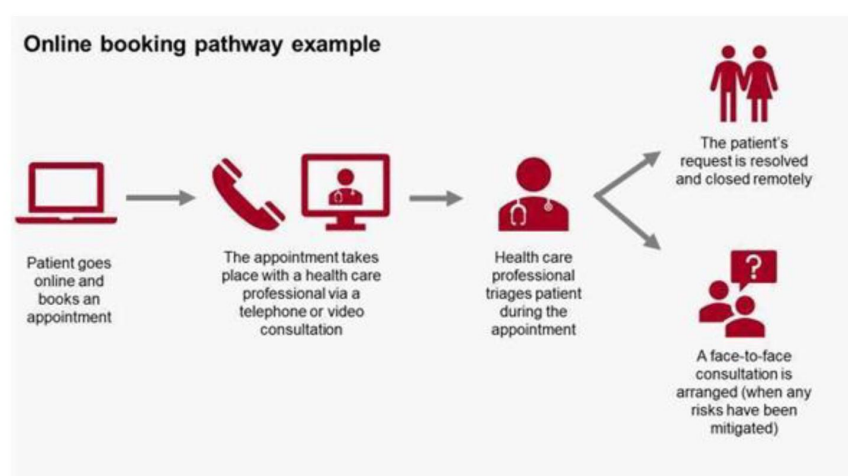 Online booking pathway example
Patient goes
online and
books an
appointment
The appointment takes
place with a health care
professional via a
telephone or video
consultation
Health care
professional
triages patient
during the
appointment
The patient's
request is resolved
and closed remotely
?
A face-to-face
consultation is
arranged (when any
risks have been
mitigated)